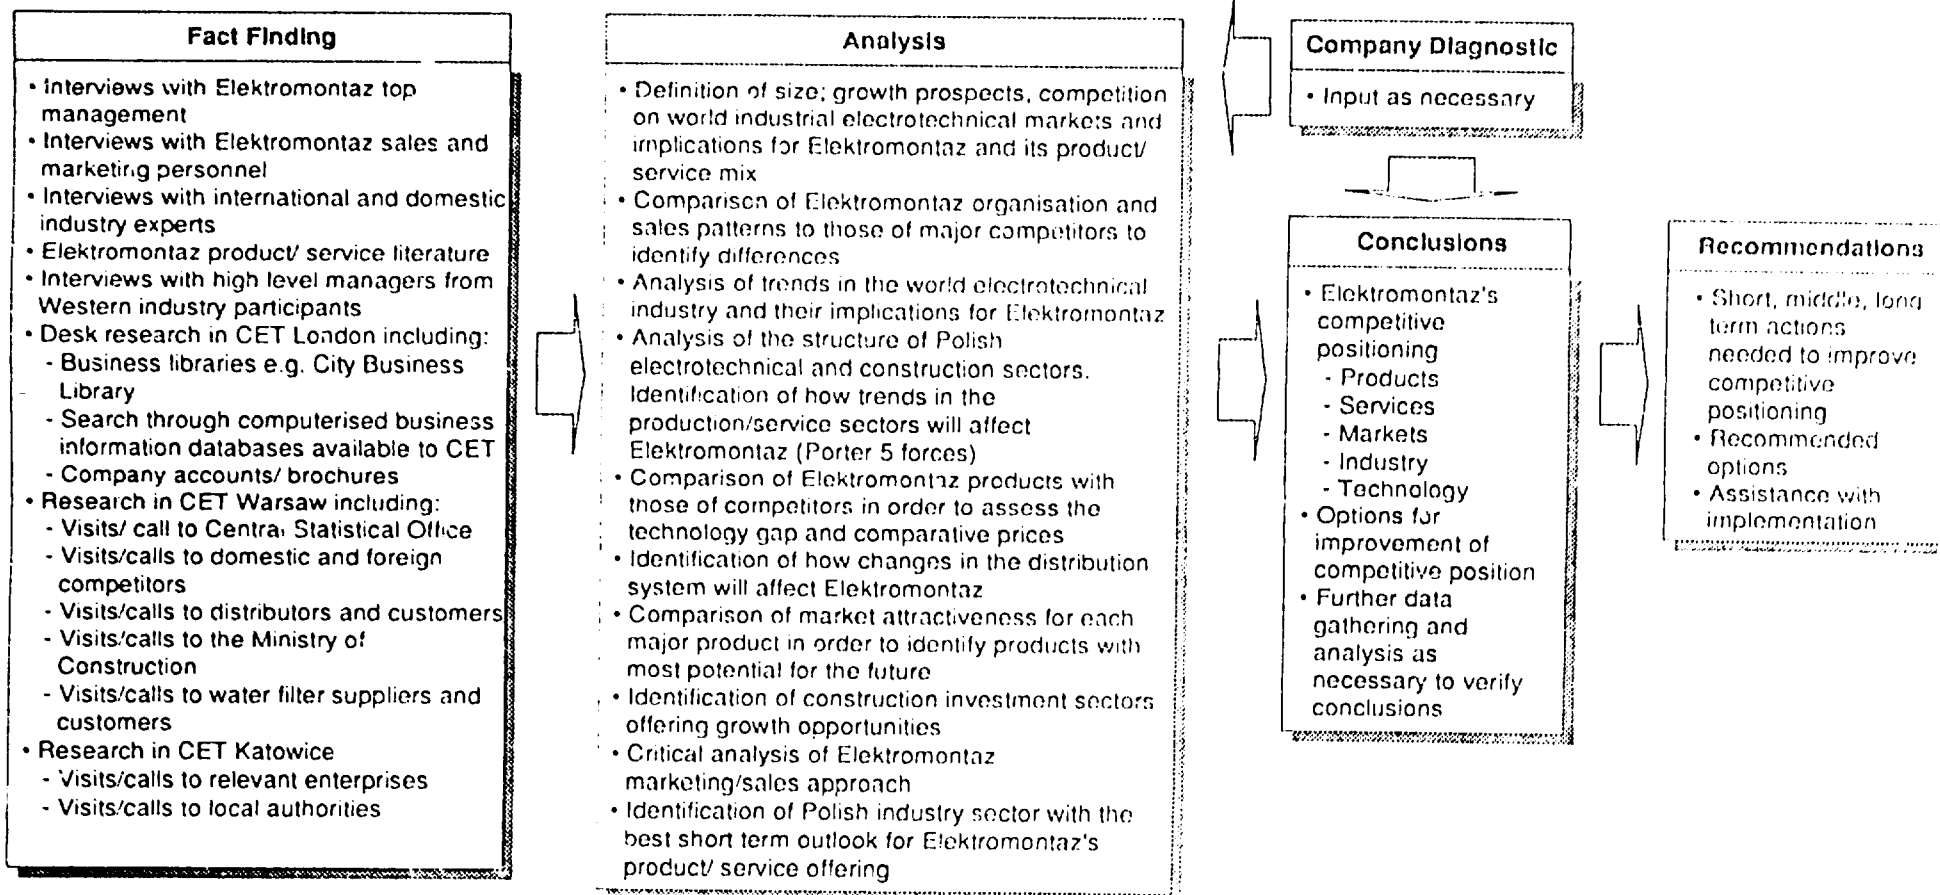 Fact Finding
• Interviews with Elektromontaz top
management
• Interviews with Elektromontaz sales and
marketing personnel
• Interviews with international and domestic
industry experts
• Elektromontaz product/ service literature
• Interviews with high level managers from
Western industry participants
• Desk research in CET London including:
- Business libraries e.g. City Business
Library
- Search through computerised business
information databases available to CET
- Company accounts/ brochures
• Research in CET Warsaw including:
- Visits/ call to Central Statistical Office
- Visits/calls to domestic and foreign
competitors
- Visits/calls to distributors and customers
- Visits/calls to the Ministry of
Construction
- Visits/calls to water filter suppliers and
customers
• Research in CET Katowice
- Visits/calls to relevant enterprises
- Visits/calls to local authorities
Analysis
• Definition of size; growth prospects, competition
on world industrial electrotechnical markets and
implications for Elektromontaz and its product/
service mix
• Comparison of Elektromontaz organisation and
sales patterns to those of major competitors to
identify differences
• Analysis of trends in the world electrotechnical
industry and their implications for Elektromontaz
• Analysis of the structure of Polish
electrotechnical and construction sectors.
Identification of how trends in the
production/service sectors will affect
Elektromontaz (Porter 5 forces)
• Comparison of Elektromontaz products with
those of competitors in order to assess the
technology gap and comparative prices
• Identification of how changes in the distribution
system will affect Elektromontaz
• Comparison of market attractiveness for each
major product in order to identify products with
most potential for the future
• Identification of construction investment sectors
offering growth opportunities
• Critical analysis of Elektromontaz
marketing/sales approach
• Identification of Polish industry sector with the
best short term outlook for Elektromontaz's
product/ service offering
Company Diagnostic
• Input as necessary
Conclusions
• Elektromontaz's
competitive
positioning
- Products
- Services
- Markets
- Industry
- Technology
• Options for
improvement of
competitive position
• Further data
gathering and
analysis as
necessary to verify
conclusions
Recommendations
• Short, middle, long
term actions
needed to improve
competitive
positioning
• Recommended
options
• Assistance with
implementation